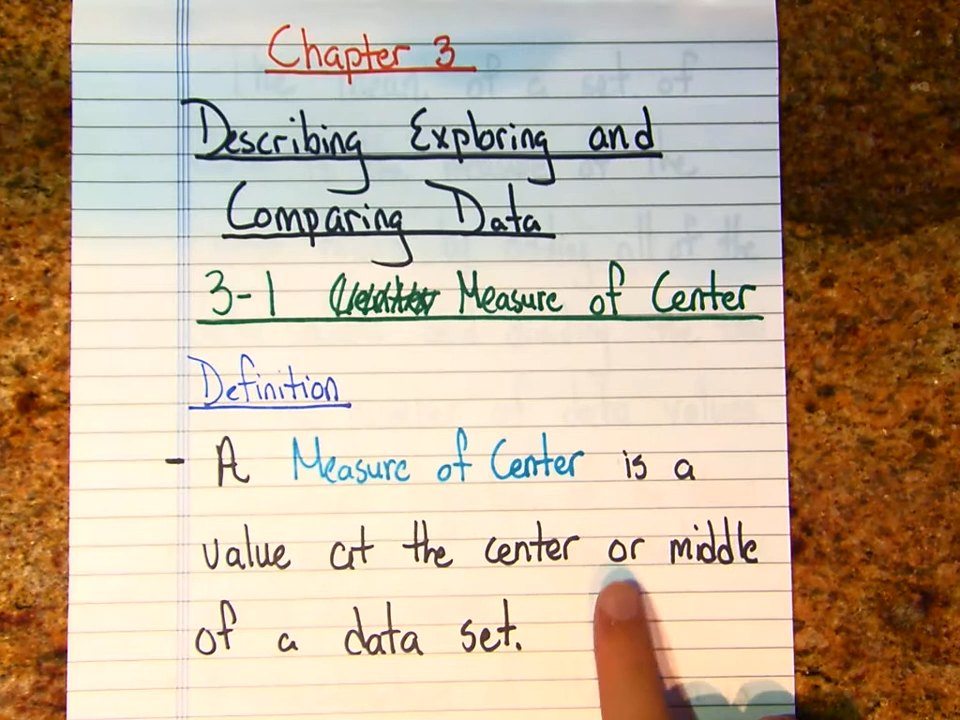 Chapter 3
Describing Exploring and
Comparing Data
3-1 Measure of Center
Definition
- A Measure of Center is a
value at the center or middle
of a data set.